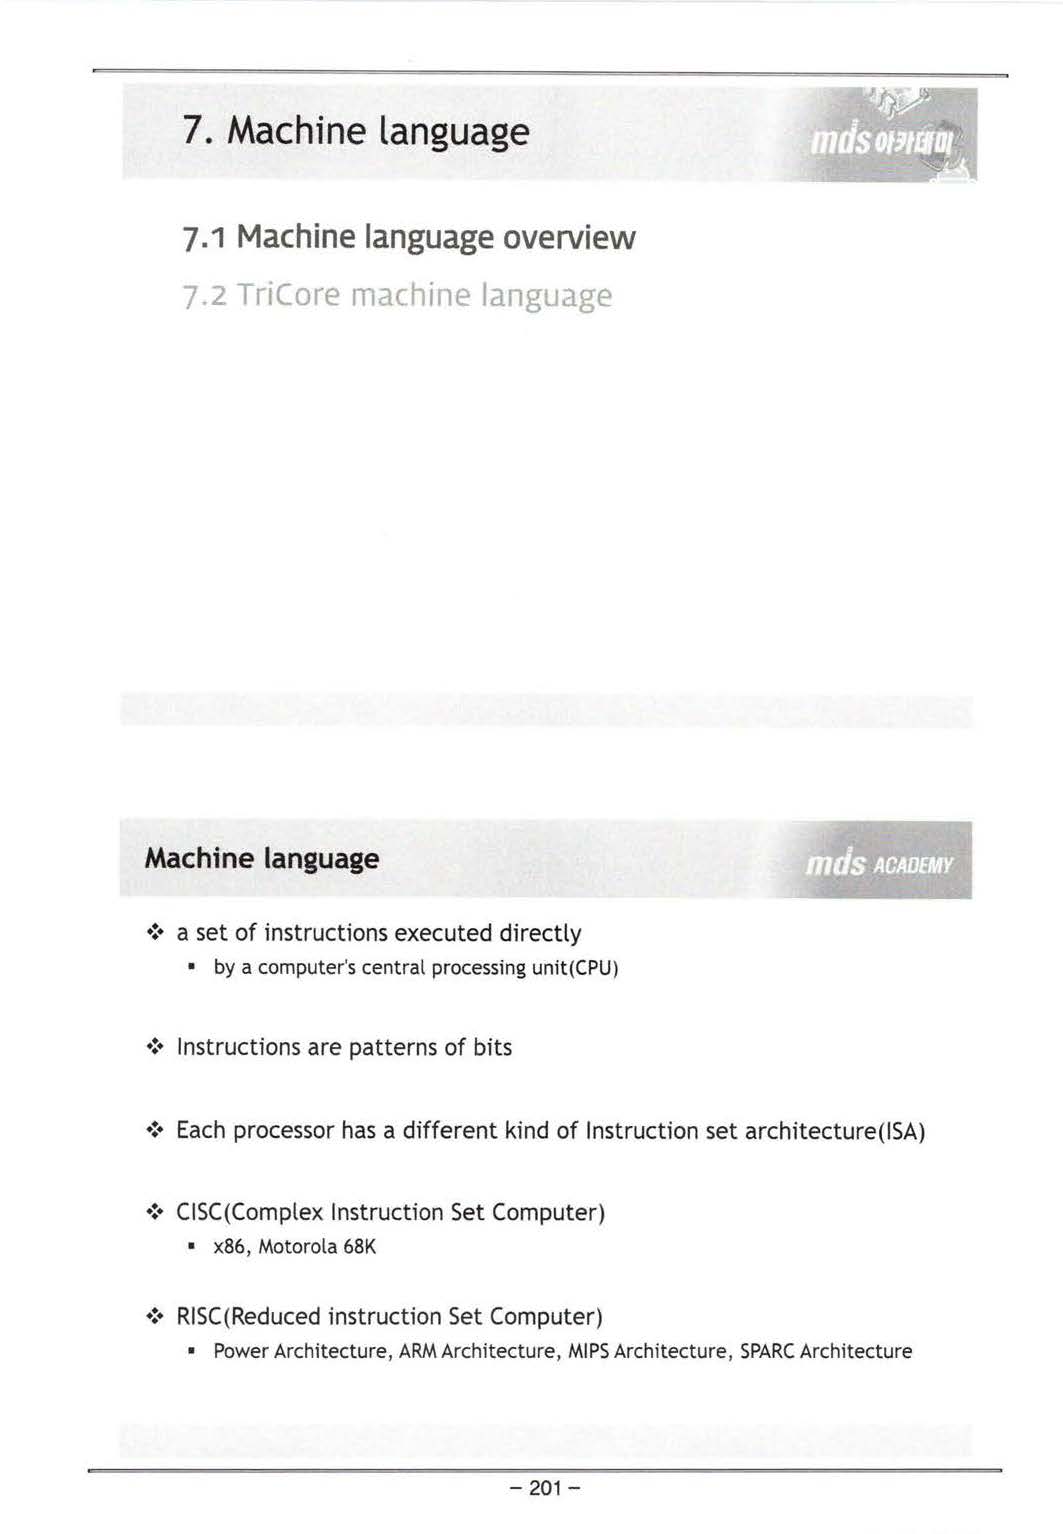 7. Machine language
mds 아카데미
7.1 Machine language overview
7.2 TriCore machine language
Machine language
mds ACADEMY
❖ a set of instructions executed directly
▪ by a computer's central processing unit(CPU)
❖ Instructions are patterns of bits
❖ Each processor has a different kind of Instruction set architecture(ISA)
❖ CISC(Complex Instruction Set Computer)
▪ x86, Motorola 68K
❖ RISC(Reduced instruction Set Computer)
▪ Power Architecture, ARM Architecture, MIPS Architecture, SPARC Architecture
– 201 –